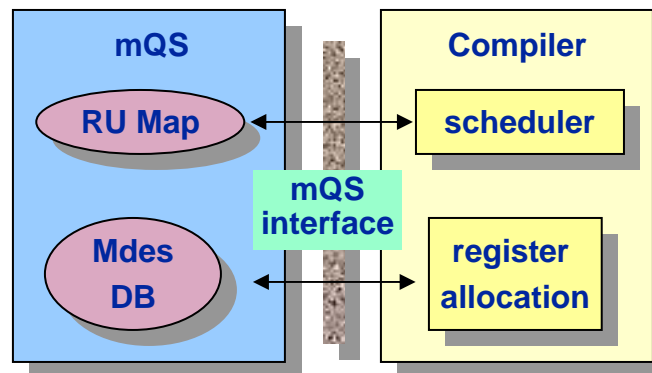 mQS
RU Map
Mdes
DB
mQS
interface
Compiler
scheduler
register
allocation